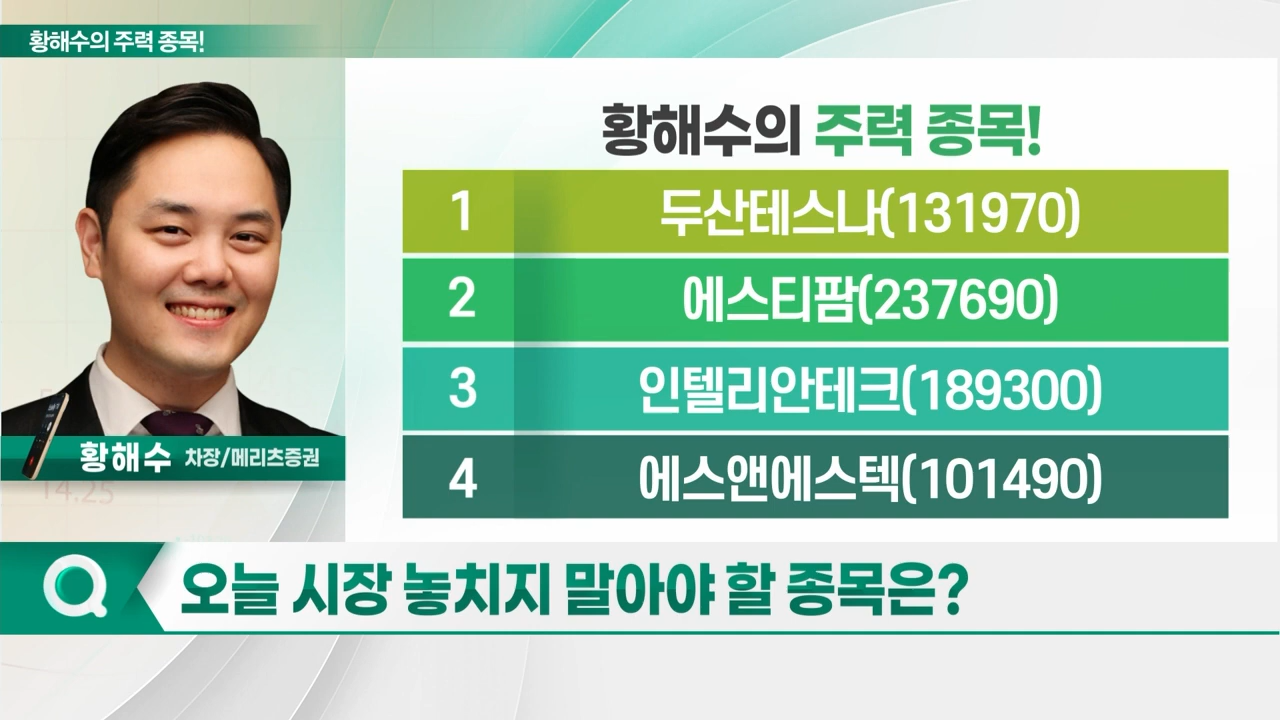 황해수의 주력 종목!
황해수의 주력 종목!
1 두산테스나(131970)
2 에스티팜(237690)
3 인텔리안테크(189300)
4 에스앤에스텍(101490)
황해수 차장/메리츠증권
14.25
오늘 시장 놓치지 말아야 할 종목은?